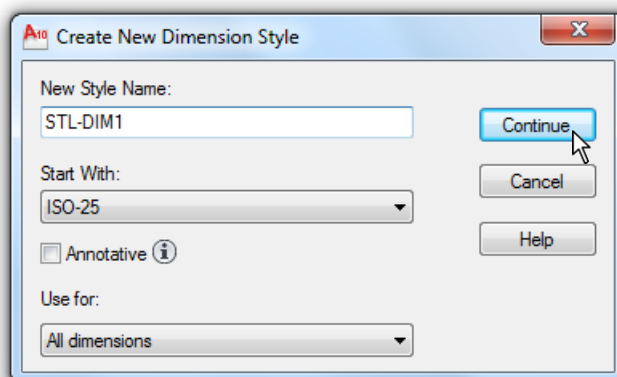 A10 Create New Dimension Style
New Style Name:
STL-DIM1
Continue
Start With:
ISO-25
Cancel
Annotative
Help
Use for:
All dimensions